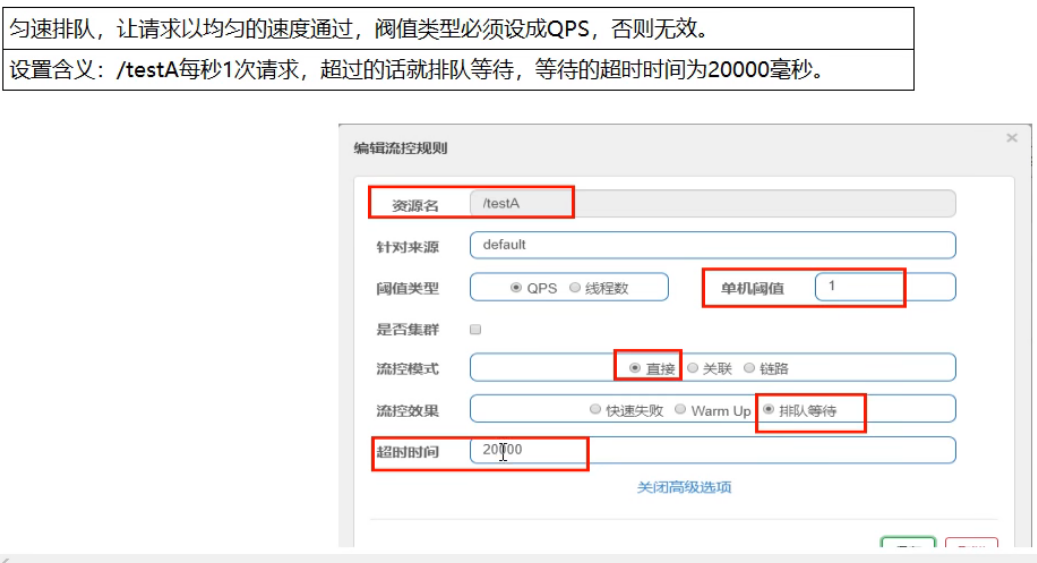 匀速排队，让请求以均匀的速度通过，阀值类型必须设成QPS，否则无效。
设置含义：/testA每秒1次请求，超过的话就排队等待，等待的超时时间为20000毫秒。
编辑流控规则
×
资源名 /testA
针对来源 default
阈值类型 QPS 线程数 单机阈值 1
是否集群
流控模式 直接 关联 链路
流控效果 快速失败 Warm Up 排队等待
超时时间 20000
关闭高级选项